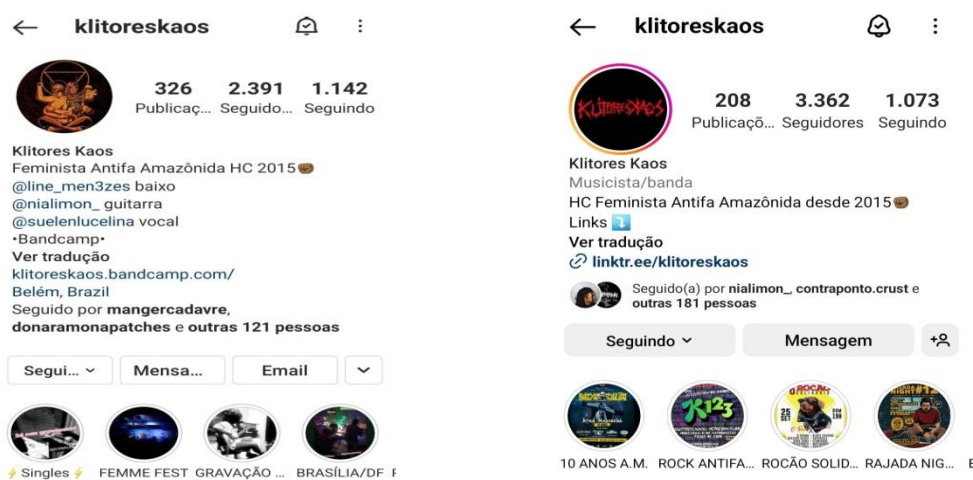 klitoreskaos
326 2.391 1.142
Publicaç... Seguido... Seguindo
Klitores Kaos
Feminista Antifa Amazônida HC 2015✊🏾
@line_men3zes baixo
@nialimon_ guitarra
@suelenlucelina vocal
•Bandcamp•
Ver tradução
klitoreskaos.bandcamp.com/
Belém, Brazil
Seguido por mangercadavre,
donaramonapatches e outras 121 pessoas
Segui... Mensa... Email
⚡Singles⚡ FEMME FEST GRAVAÇÃO ... BRASÍLIA/DF
klitoreskaos
KLITORESKAOS
208 3.362 1.073
Publicaçõ... Seguidores Seguindo
Klitores Kaos
Musicista/banda
HC Feminista Antifa Amazônida desde 2015✊🏾
Links ⤵️
Ver tradução
linktr.ee/klitoreskaos
Seguido(a) por nialimon_, contraponto.crust e
outras 181 pessoas
Seguindo Mensagem
R123
25
10 ANOS A.M. ROCK ANTIFA... ROCÃO SOLID... RAJADA NIG...